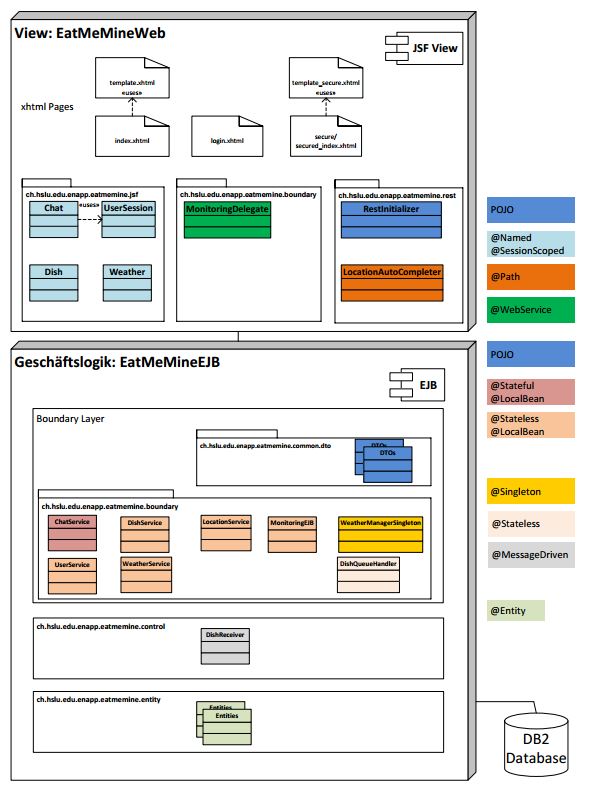 View: EatMeMineWeb
JSF View
template.xhtml
«uses»
template_secure.xhtml
«uses»
xhtml Pages
index.xhtml
login.xhtml
secure/
secured_index.xhtml
ch.hslu.edu.enapp.eatmemine.jsf
Chat
«uses»
UserSession
Dish
Weather
ch.hslu.edu.enapp.eatmemine.boundary
MonitoringDelegate
ch.hslu.edu.enapp.eatmemine.rest
RestInitializer
LocationAutoCompleter
POJO
@Named
@SessionScoped
@Path
@WebService
Geschäftslogik: EatMeMineEJB
EJB
Boundary Layer
ch.hslu.edu.enapp.eatmemine.common.dto
DTOs
DTOs
ch.hslu.edu.enapp.eatmemine.boundary
ChatService
DishService
LocationService
MonitoringEJB
WeatherManagerSingleton
UserService
WeatherService
DishQueueHandler
ch.hslu.edu.enapp.eatmemine.control
DishReceiver
ch.hslu.edu.enapp.eatmemine.entity
Entities
Entities
POJO
@Stateful
@LocalBean
@Stateless
@LocalBean
@Singleton
@Stateless
@MessageDriven
@Entity
DB2
Database